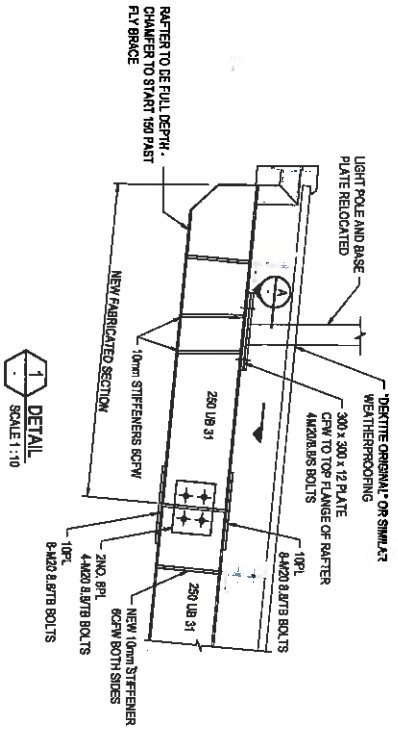 RAFTER TO CE FULL DEPTH -
CHAMFER TO START 150 PAST
FLY BRACE
LIGHT POLE AND BASE
PLATE RELOCATED
"DEKTITE ORIGINAL" OR SIMILAR
WEATHERPROOFING
300 x 300 x 12 PLATE
CFW TO TOP FLANGE OF RAFTER
4M20/8.8/S BOLTS
A
10PL
8-M20 8.8/TB BOLTS
250 UB 31
250 UB 31
10mm STIFFENERS 6CFW
NEW FABRICATED SECTION
NEW 10mm STIFFENER
6CFW BOTH SIDES
2NO. 8PL
4-M20 8.8/TB BOLTS
10PL
8-M20 8.8/TB BOLTS
1
-
DETAIL
SCALE 1:10